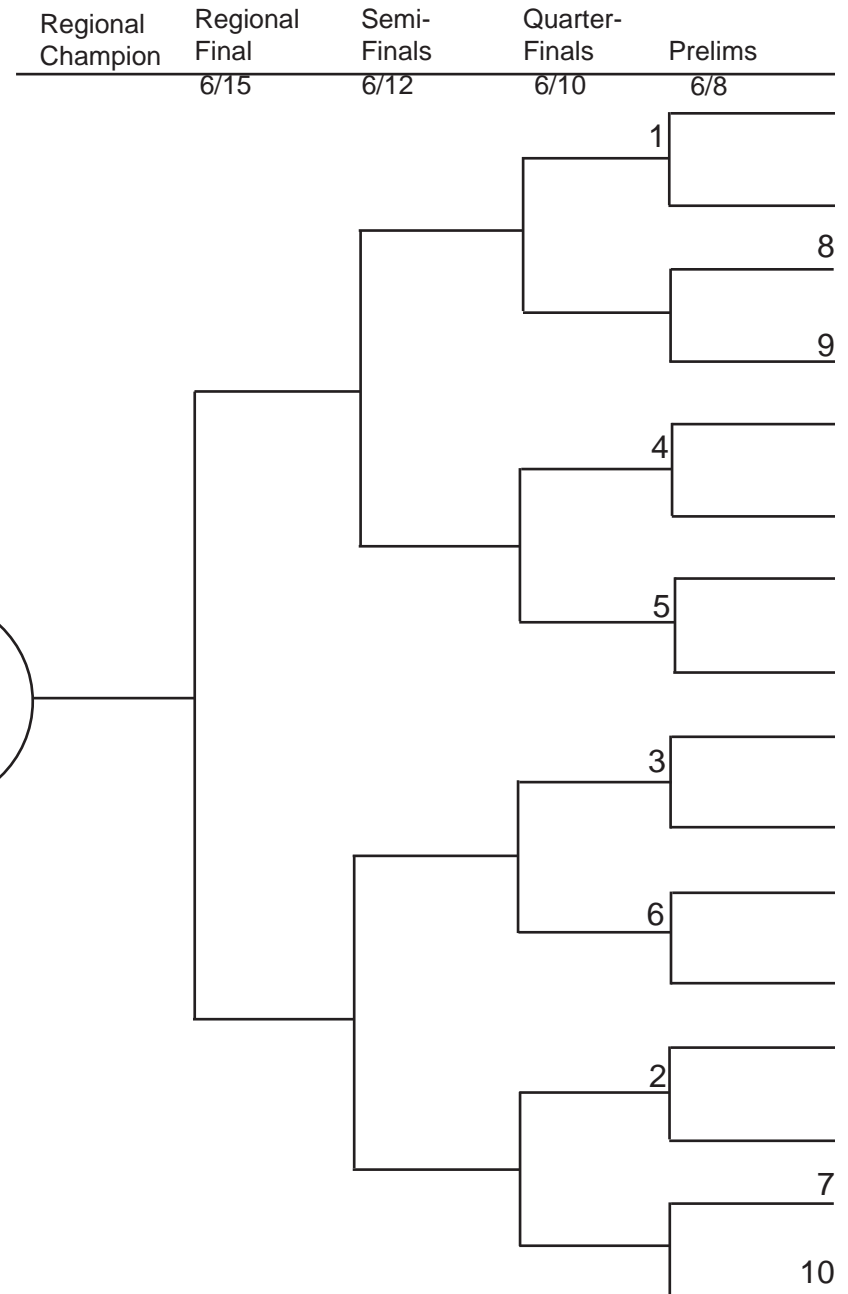 Regional
Champion
Regional
Final
6/15
Semi-
Finals
6/12
Quarter-
Finals
6/10
Prelims
6/8
1
8
9
4
5
3
6
2
7
10